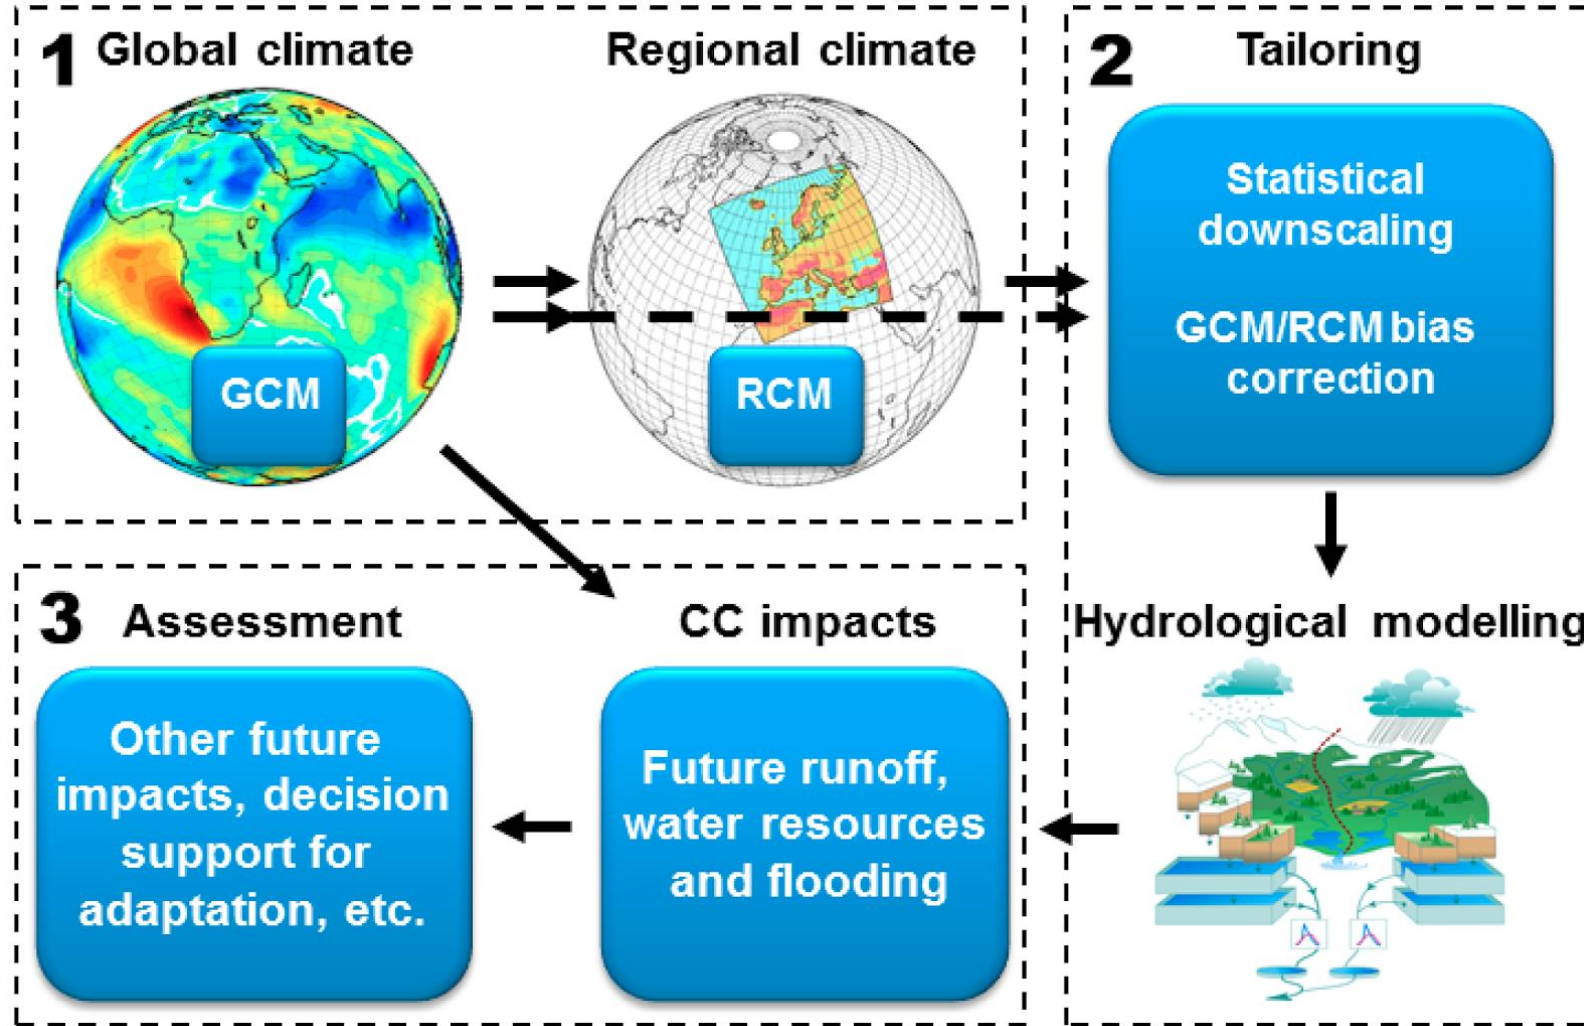 1 Global climate
Regional climate
GCM
RCM
2 Tailoring
Statistical
downscaling
GCM/RCM bias
correction
Hydrological modelling
3 Assessment
Other future
impacts, decision
support for
adaptation, etc.
CC impacts
Future runoff,
water resources
and flooding